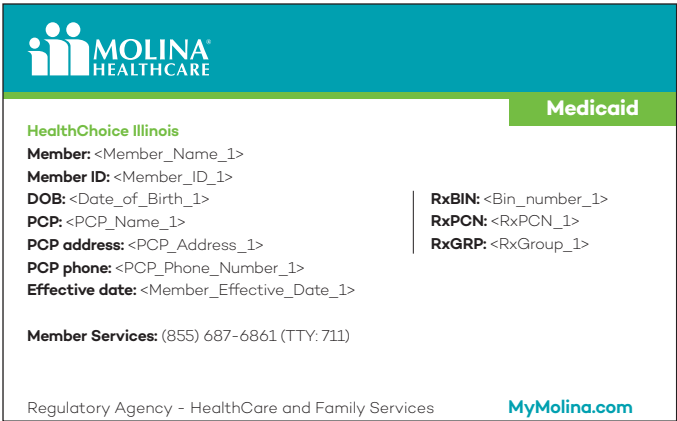 MOLINA®
HEALTHCARE
Medicaid
HealthChoice Illinois
Member: <Member_Name_1>
Member ID: <Member_ID_1>
DOB: <Date_of_Birth_1>
PCP: <PCP_Name_1>
PCP address: <PCP_Address_1>
PCP phone: <PCP_Phone_Number_1>
Effective date: <Member_Effective_Date_1>
RxBIN: <Bin_number_1>
RxPCN: <RxPCN_1>
RxGRP: <RxGroup_1>
Member Services: (855) 687-6861 (TTY: 711)
Regulatory Agency - HealthCare and Family Services
MyMolina.com